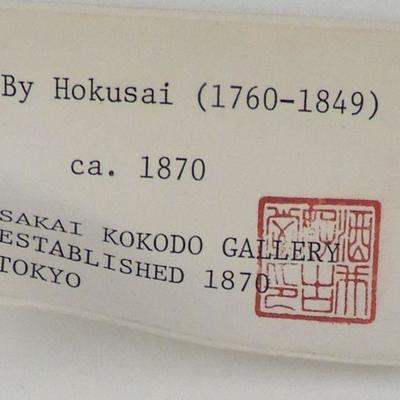 By Hokusai (1760-1849)
ca. 1870
SAKAI KOKODO GALLERY
ESTABLISHED 1870
TOKYO